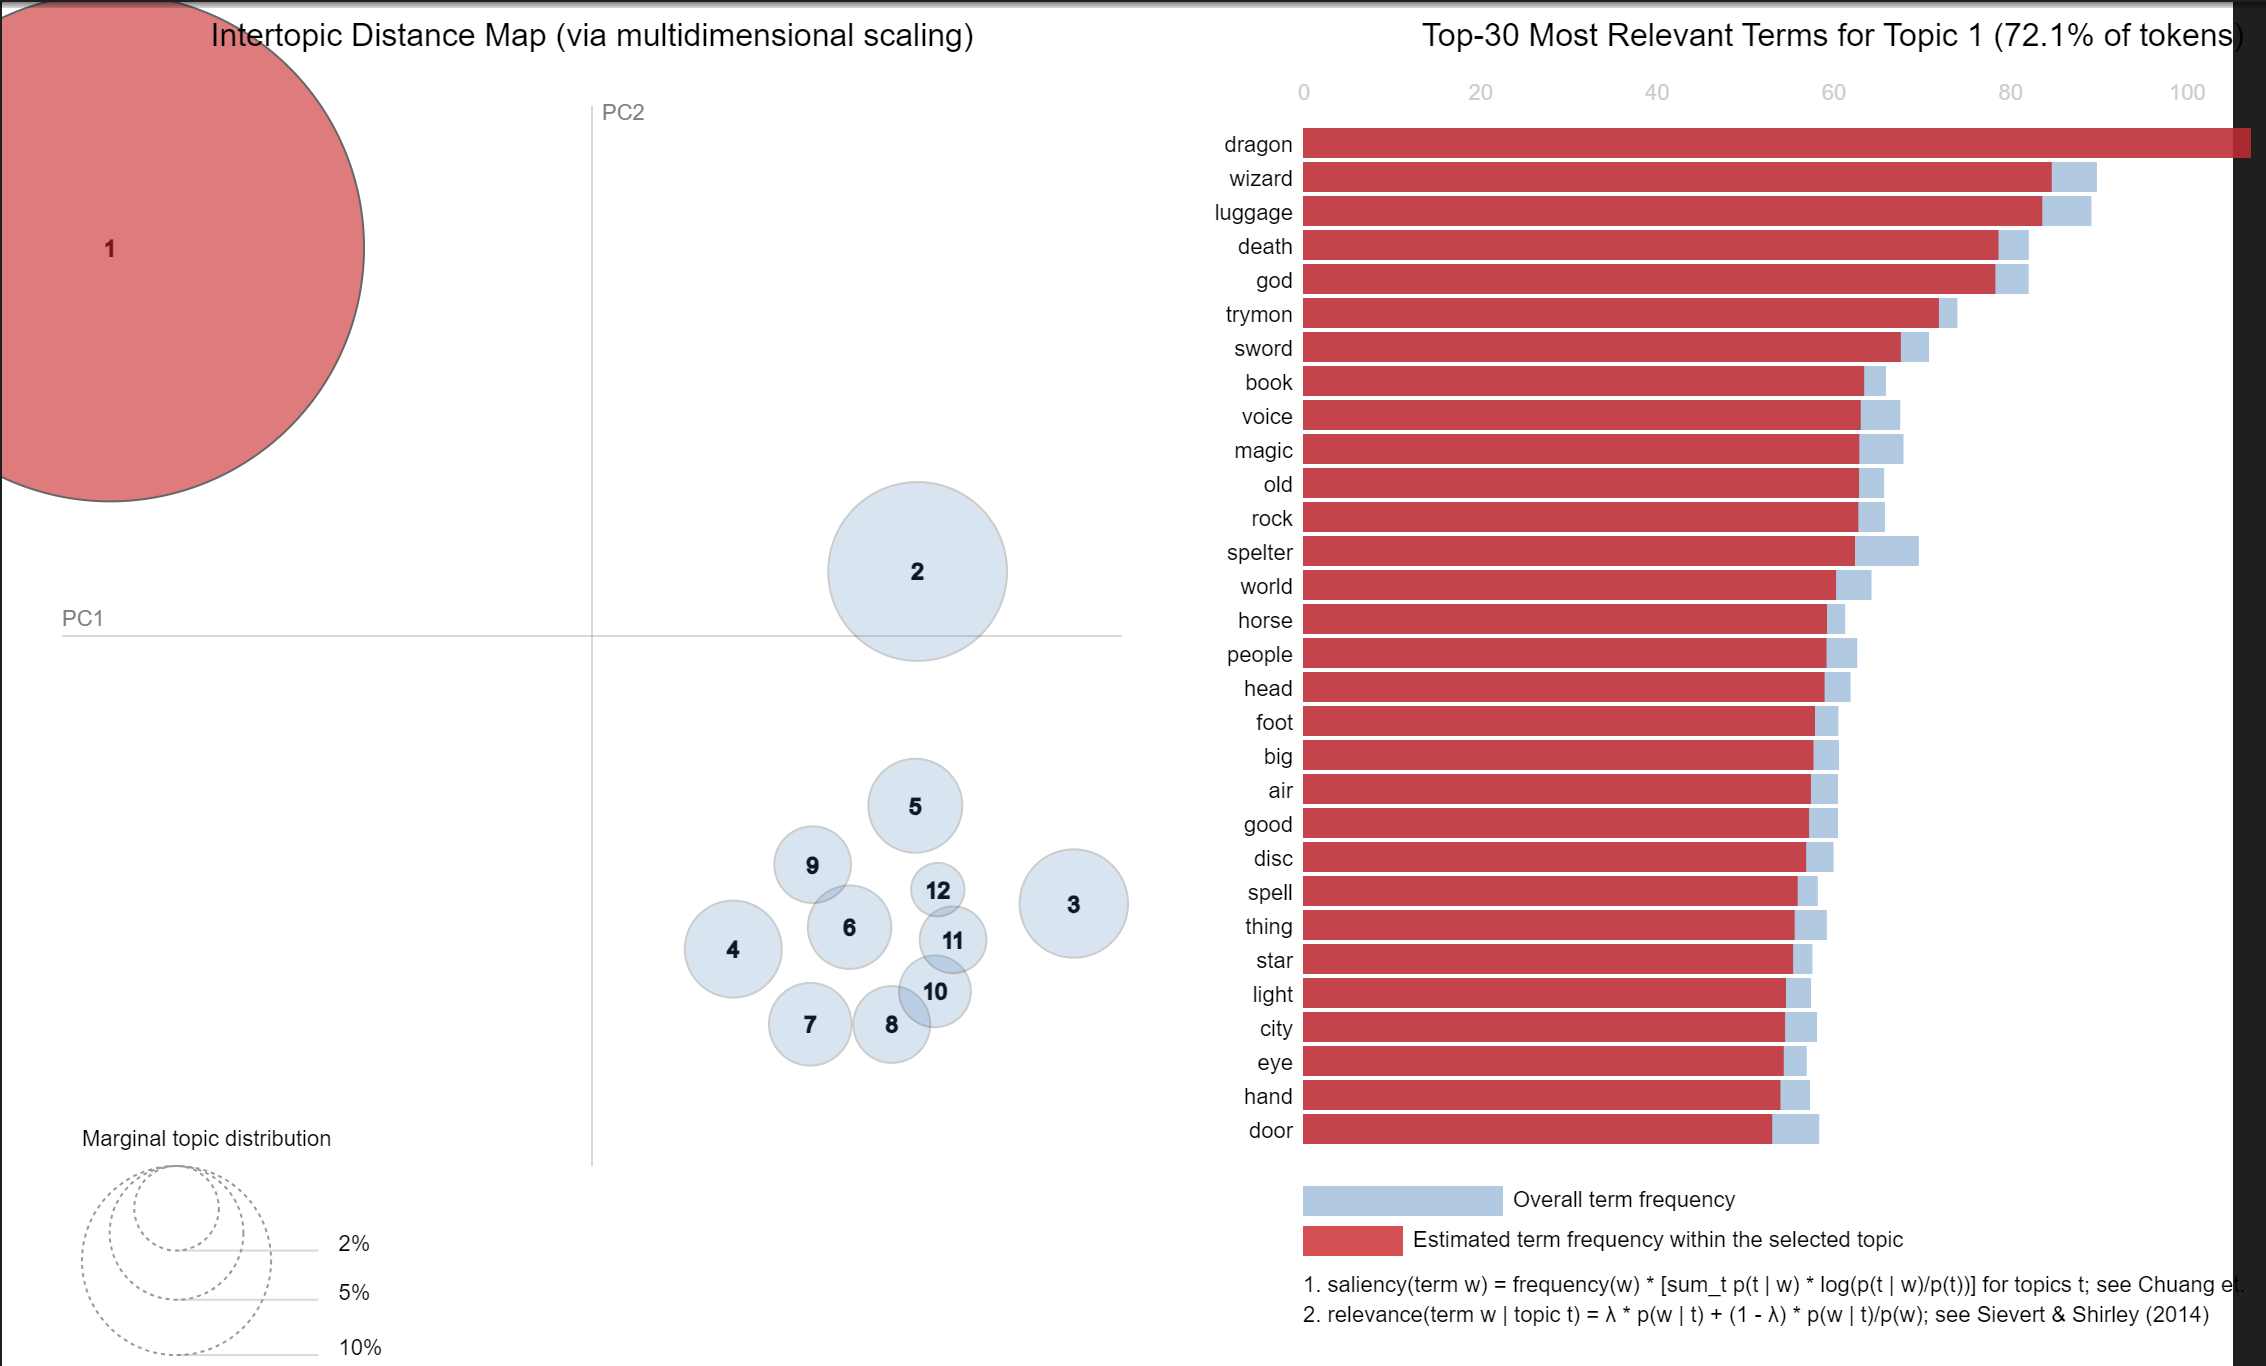 Intertopic Distance Map (via multidimensional scaling)
PC2
PC1
1
2
5
9
12
3
6
11
4
10
7
8
Marginal topic distribution
2%
5%
10%
Top-30 Most Relevant Terms for Topic 1 (72.1% of tokens)
0 20 40 60 80 100
dragon
wizard
luggage
death
god
trymon
sword
book
voice
magic
old
rock
spelter
world
horse
people
head
foot
big
air
good
disc
spell
thing
star
light
city
eye
hand
door
Overall term frequency
Estimated term frequency within the selected topic
1. saliency(term w) = frequency(w) * [sum_t p(t | w) * log(p(t | w)/p(t))] for topics t; see Chuang et.
2. relevance(term w | topic t) = λ * p(w | t) + (1 - λ) * p(w | t)/p(w); see Sievert & Shirley (2014)